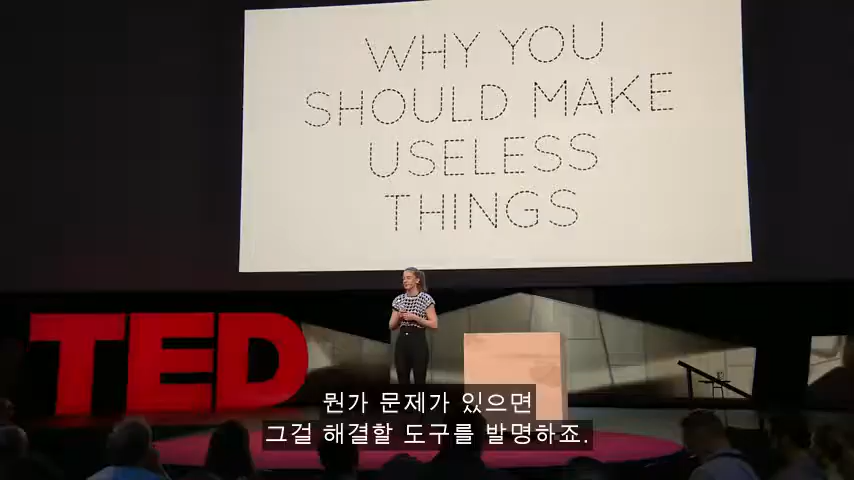 WHY YOU
SHOULD MAKE
USELESS
THINGS
TED
뭔가 문제가 있으면
그걸 해결할 도구를 발명하죠.